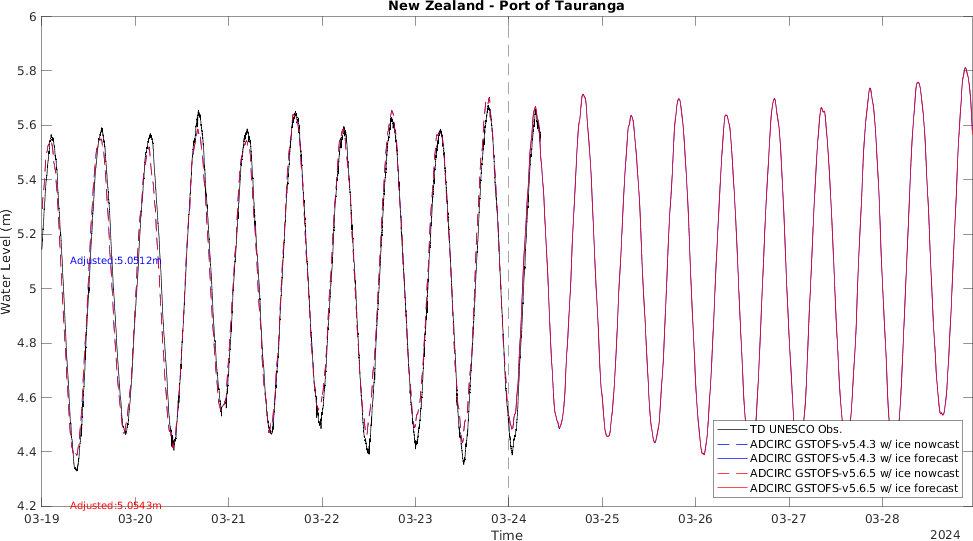 New Zealand - Port of Tauranga
6
5.8
5.6
5.4
5.2
5
4.8
4.6
4.4
4.2
Water Level (m)
Adjusted:5.0512m
Adjusted:5.0543m
TD UNESCO Obs.
ADCIRC GSTOFS-v5.4.3 w/ ice nowcast
ADCIRC GSTOFS-v5.4.3 w/ ice forecast
ADCIRC GSTOFS-v5.6.5 w/ ice nowcast
ADCIRC GSTOFS-v5.6.5 w/ ice forecast
03-19 03-20 03-21 03-22 03-23 03-24 03-25 03-26 03-27 03-28
Time
2024